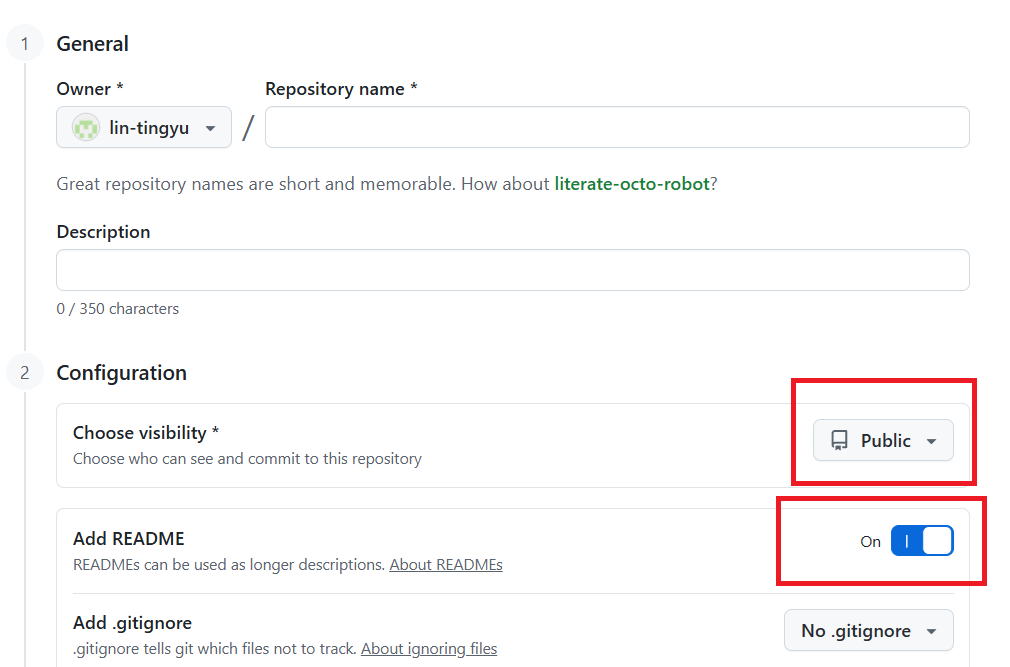 1
General
Owner *
Repository name *
lin-tingyu
/
Great repository names are short and memorable. How about literate-octo-robot?
Description
0 / 350 characters
2
Configuration
Choose visibility *
Choose who can see and commit to this repository
Public
Add README
READMEs can be used as longer descriptions. About READMEs
On
Add .gitignore
.gitignore tells git which files not to track. About ignoring files
No .gitignore